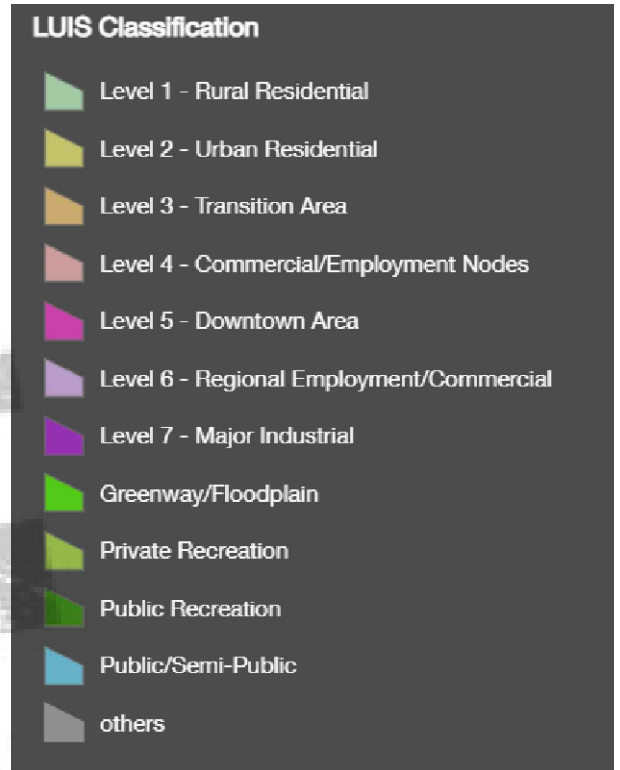 LUIS Classification
Level 1 - Rural Residential
Level 2 - Urban Residential
Level 3 - Transition Area
Level 4 - Commercial/Employment Nodes
Level 5 - Downtown Area
Level 6 - Regional Employment/Commercial
Level 7 - Major Industrial
Greenway/Floodplain
Private Recreation
Public Recreation
Public/Semi-Public
others